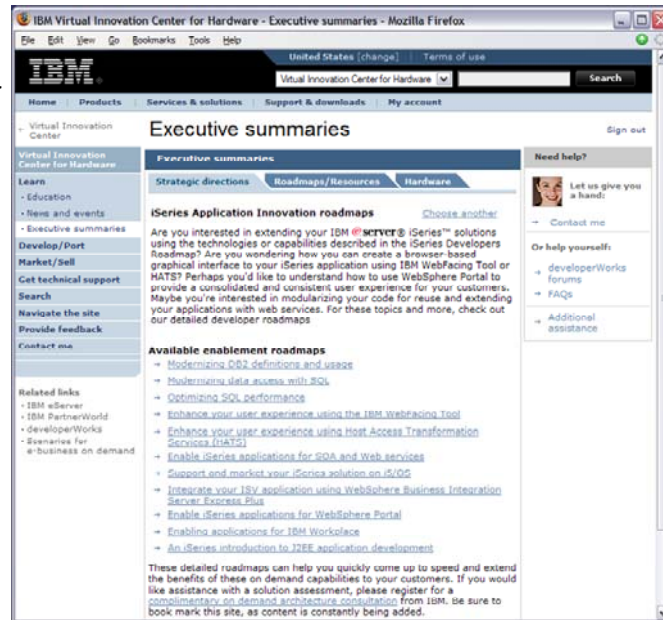 IBM Virtual Innovation Center for Hardware - Executive summaries - Mozilla Firefox
File Edit View Go Bookmarks Tools Help
United States [change] Terms of use
IBM®
Virtual Innovation Center for Hardware
Search
Home Products Services & solutions Support & downloads My account
← Virtual Innovation
Center
Executive summaries
Sign out
Virtual Innovation
Center for Hardware
Learn
· Education
· News and events
· Executive summaries
Develop/Port
Market/Sell
Get technical support
Search
Navigate the site
Provide feedback
Contact me
Related links
· IBM eServer
· IBM PartnerWorld
· developerWorks
· Scenarios for
e-business on demand
Executive summaries
Strategic directions Roadmaps/Resources Hardware
iSeries Application Innovation roadmaps Choose another
Are you interested in extending your IBM @server® iSeries™ solutions
using the technologies or capabilities described in the iSeries Developers
Roadmap? Are you wondering how you can create a browser-based
graphical interface to your iSeries application using IBM WebFacing Tool or
HATS? Perhaps you'd like to understand how to use WebSphere Portal to
provide a consolidated and consistent user experience for your customers.
Maybe you're interested in modularizing your code for reuse and extending
your applications with web services. For these topics and more, check out
our detailed developer roadmaps
Available enablement roadmaps
→ Modernizing DB2 definitions and usage
→ Modernizing data access with SQL
→ Optimizing SQL performance
→ Enhance your user experience using the IBM WebFacing Tool
→ Enhance your user experience using Host Access Transformation
Services (HATS)
→ Enable iSeries applications for SOA and Web services
→ Support and market your iSeries solution on i5/OS
→ Integrate your ISV application using WebSphere Business Integration
Server Express Plus
→ Enable iSeries applications for WebSphere Portal
→ Enabling applications for IBM Workplace
→ An iSeries introduction to J2EE application development
These detailed roadmaps can help you quickly come up to speed and extend
the benefits of these on demand capabilities to your customers. If you would
like assistance with a solution assessment, please register for a
complimentary on demand architecture consultation from IBM. Be sure to
book mark this site, as content is constantly being added.
Need help?
Let us give you
a hand:
→ Contact me
Or help yourself:
→ developerWorks
forums
→ FAQs
→ Additional
assistance